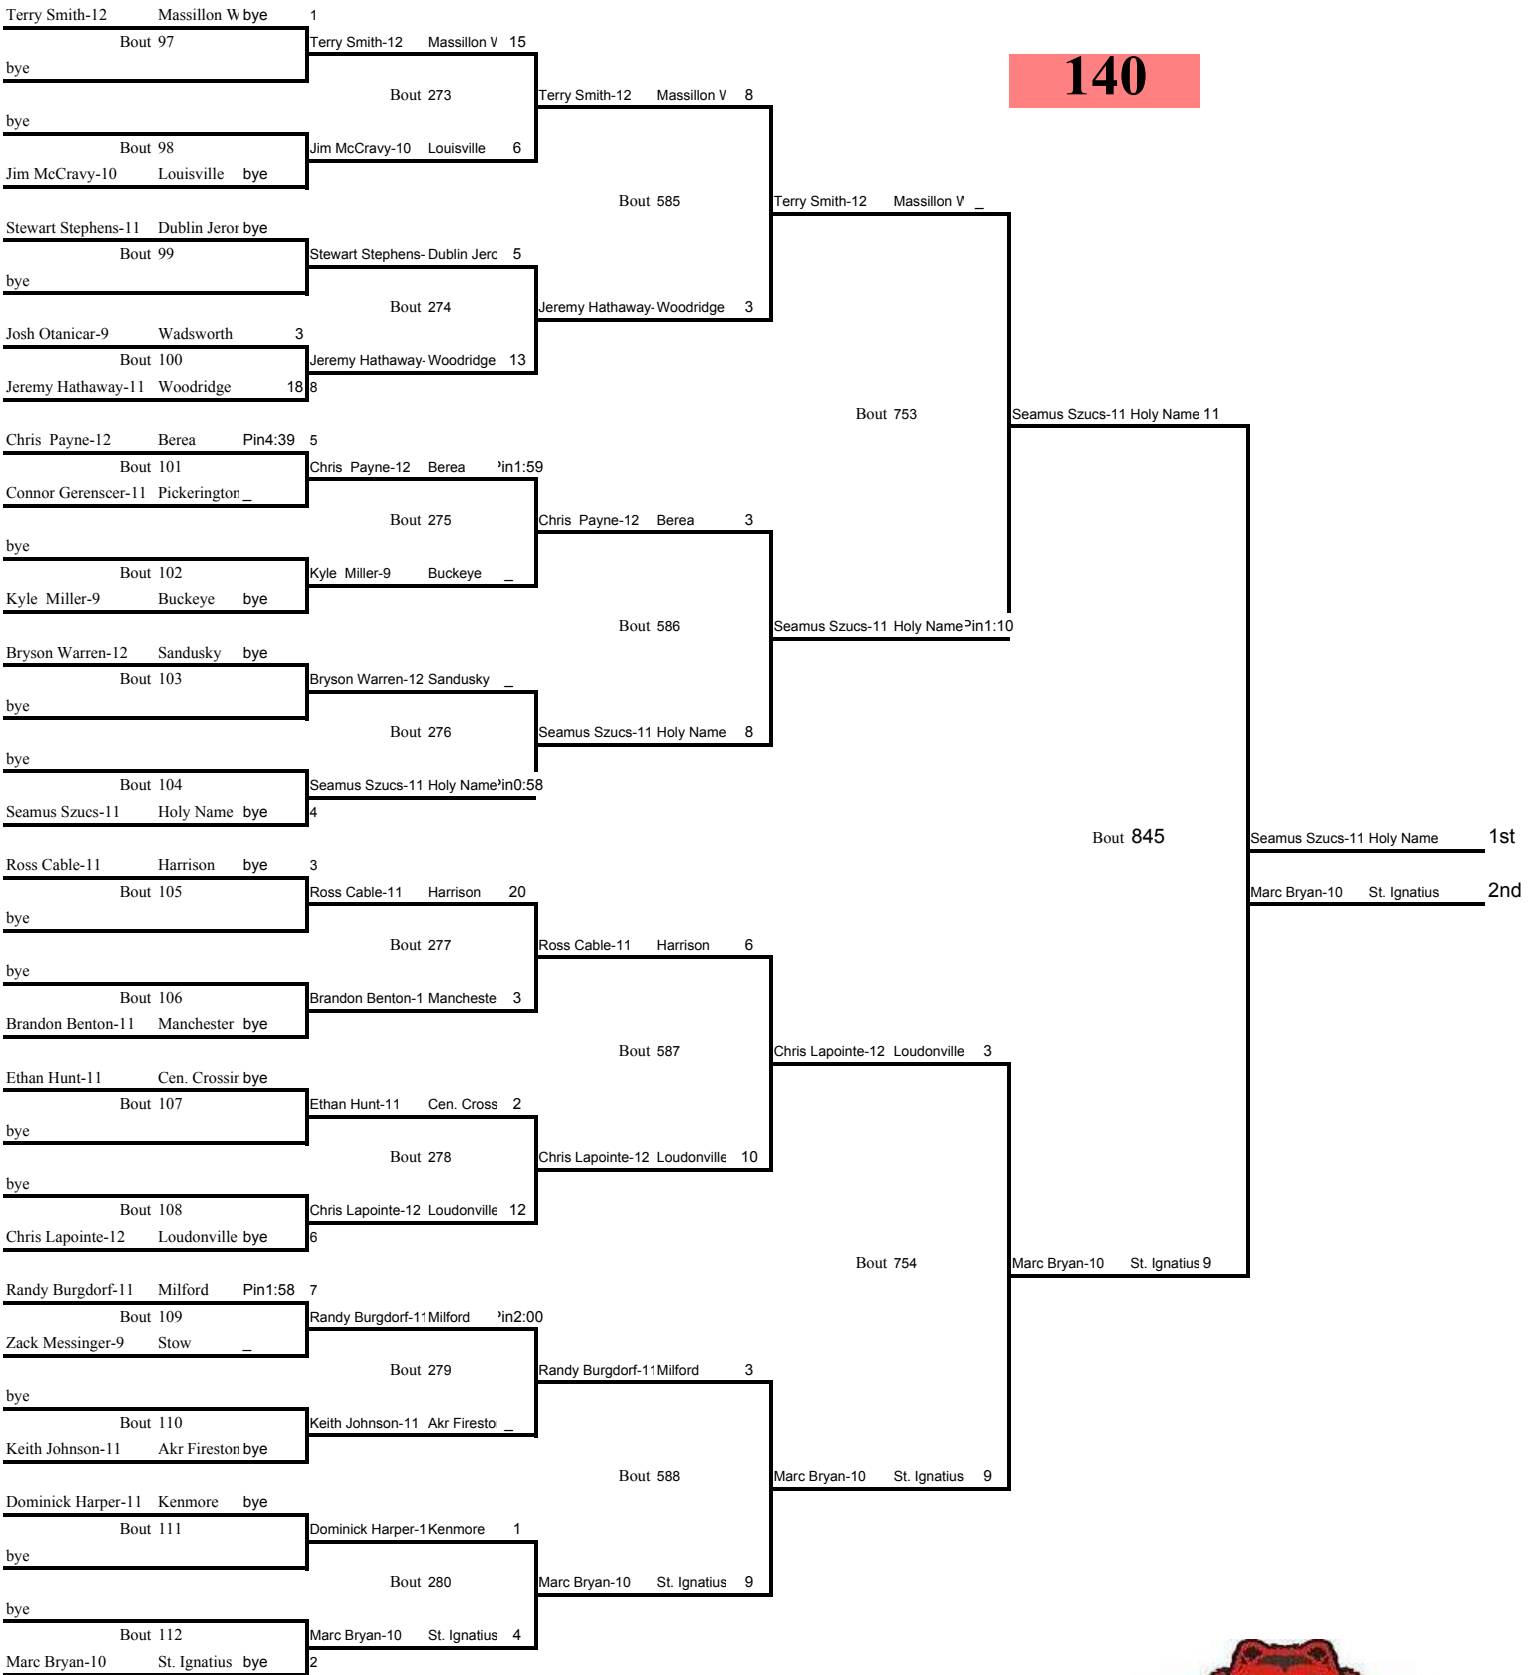 Terry Smith-12 Massillon W bye 1
Bout 97 Terry Smith-12 Massillon W 15
140
bye
Bout 273 Terry Smith-12 Massillon W 8
bye
Bout 98 Jim McCravy-10 Louisville 6
Jim McCravy-10 Louisville bye
Bout 585 Terry Smith-12 Massillon W _
Stewart Stephens-11 Dublin Jeror bye
Bout 99 Stewart Stephens- Dublin Jerc 5
bye
Bout 274 Jeremy Hathaway- Woodridge 3
Josh Otanicar-9 Wadsworth 3
Bout 100 Jeremy Hathaway- Woodridge 13
Jeremy Hathaway-11 Woodridge 18 8
Bout 753 Seamus Szucs-11 Holy Name 11
Chris Payne-12 Berea Pin4:39 5
Bout 101 Chris Payne-12 Berea Pin1:59
Connor Gerenscer-11 Pickerington _
Bout 275 Chris Payne-12 Berea 3
bye
Bout 102 Kyle Miller-9 Buckeye _
Kyle Miller-9 Buckeye bye
Bout 586 Seamus Szucs-11 Holy Name Pin1:10
Bryson Warren-12 Sandusky bye
Bout 103 Bryson Warren-12 Sandusky _
bye
Bout 276 Seamus Szucs-11 Holy Name 8
bye
Bout 104 Seamus Szucs-11 Holy Name Pin0:58
Seamus Szucs-11 Holy Name bye 4
Bout 845 Seamus Szucs-11 Holy Name 1st
Ross Cable-11 Harrison bye 3
Bout 105 Ross Cable-11 Harrison 20
Marc Bryan-10 St. Ignatius 2nd
bye
Bout 277 Ross Cable-11 Harrison 6
bye
Bout 106 Brandon Benton-1 Mancheste 3
Brandon Benton-11 Manchester bye
Bout 587 Chris Lapointe-12 Loudonville 3
Ethan Hunt-11 Cen. Crossir bye
Bout 107 Ethan Hunt-11 Cen. Cross 2
bye
Bout 278 Chris Lapointe-12 Loudonville 10
bye
Bout 108 Chris Lapointe-12 Loudonville 12
Chris Lapointe-12 Loudonville bye 6
Bout 754 Marc Bryan-10 St. Ignatius 9
Randy Burgdorf-11 Milford Pin1:58 7
Bout 109 Randy Burgdorf-11 Milford Pin2:00
Zack Messinger-9 Stow _
Bout 279 Randy Burgdorf-11 Milford 3
bye
Bout 110 Keith Johnson-11 Akr Firesto _
Keith Johnson-11 Akr Fireston bye
Bout 588 Marc Bryan-10 St. Ignatius 9
Dominick Harper-11 Kenmore bye
Bout 111 Dominick Harper-1 Kenmore 1
bye
Bout 280 Marc Bryan-10 St. Ignatius 9
bye
Bout 112 Marc Bryan-10 St. Ignatius 4
Marc Bryan-10 St. Ignatius bye 2